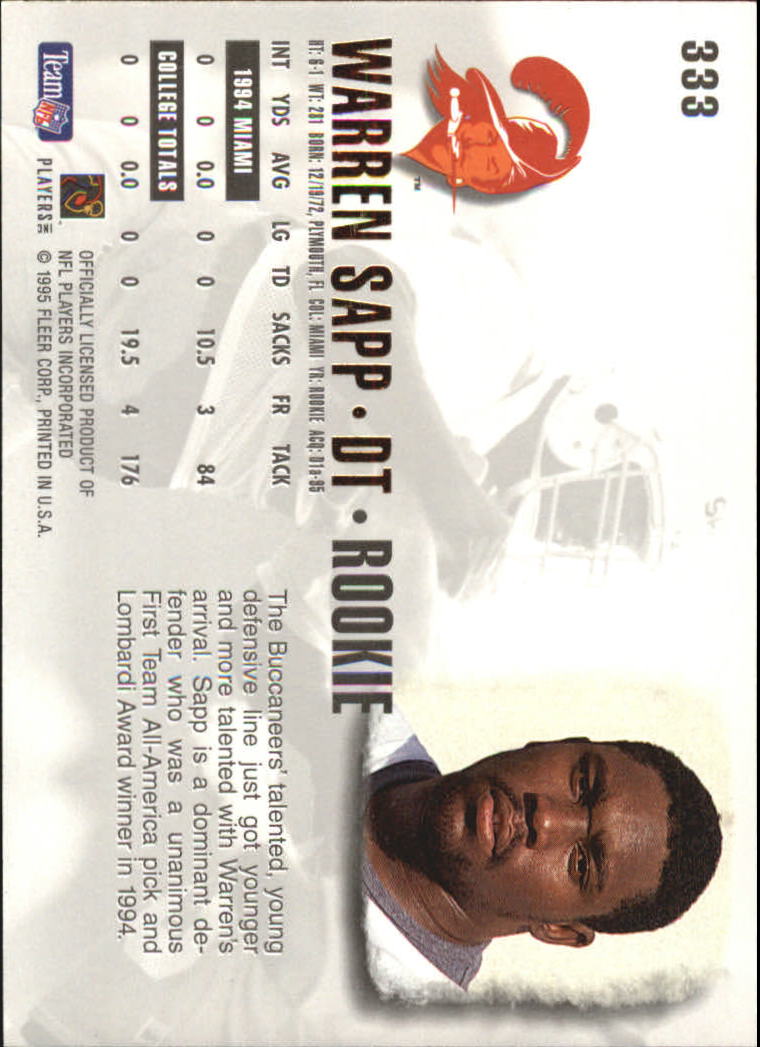 333
TM
WARREN SAPP • DT • ROOKIE
HT: 6-1 WT: 281 BORN: 12/19/72, PLYMOUTH, FL COL: MIAMI YR: ROOKIE ACQ: D1a-95
INT YDS AVG LG TD SACKS FR TACK
1994 MIAMI
0 0 0.0 0 0 10.5 3 84
COLLEGE TOTALS
0 0 0.0 0 0 19.5 4 176
The Buccaneers' talented, young
defensive line just got younger
and more talented with Warren's
arrival. Sapp is a dominant de-
fender who was a unanimous
First Team All-America pick and
Lombardi Award winner in 1994.
Team NFL
PLAYERS INC
OFFICIALLY LICENSED PRODUCT OF
NFL PLAYERS INCORPORATED
© 1995 FLEER CORP., PRINTED IN U.S.A.